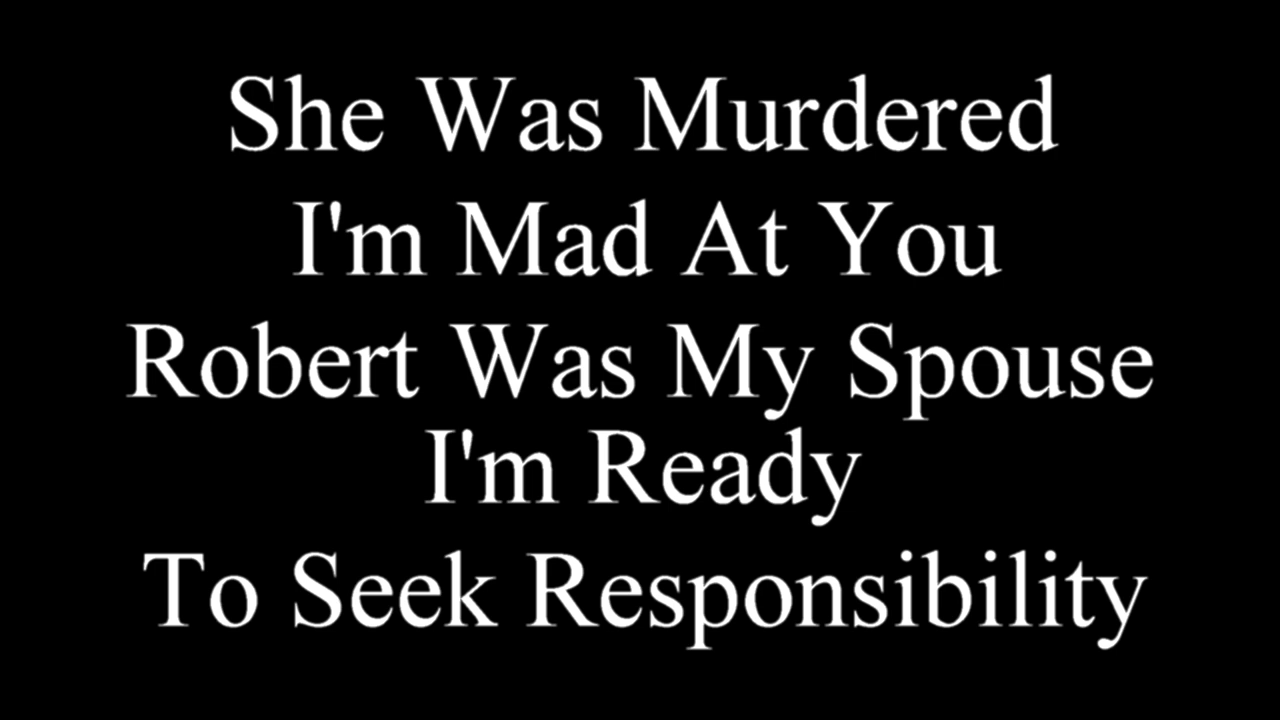 She Was Murdered
I'm Mad At You
Robert Was My Spouse
I'm Ready
To Seek Responsibility